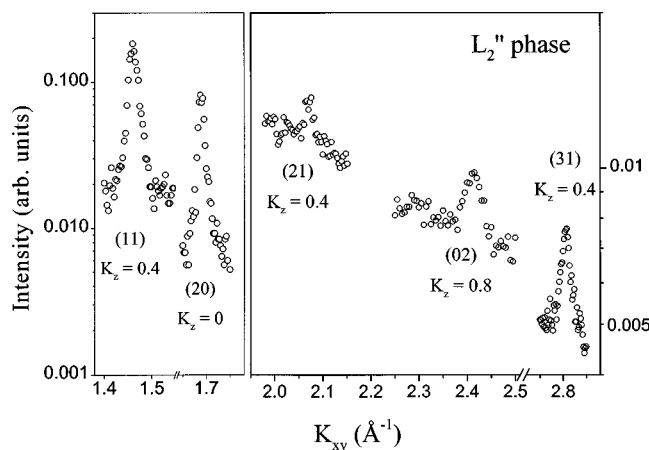 L₂" phase
Intensity (arb. units)
0.100
0.010
0.001
(11)
K_z = 0.4
(20)
K_z = 0
(21)
K_z = 0.4
(02)
K_z = 0.8
(31)
K_z = 0.4
0.01
0.005
1.4 1.5 1.7 2.0 2.1 2.2 2.3 2.4 2.5 2.8
K_xy (Å⁻¹)